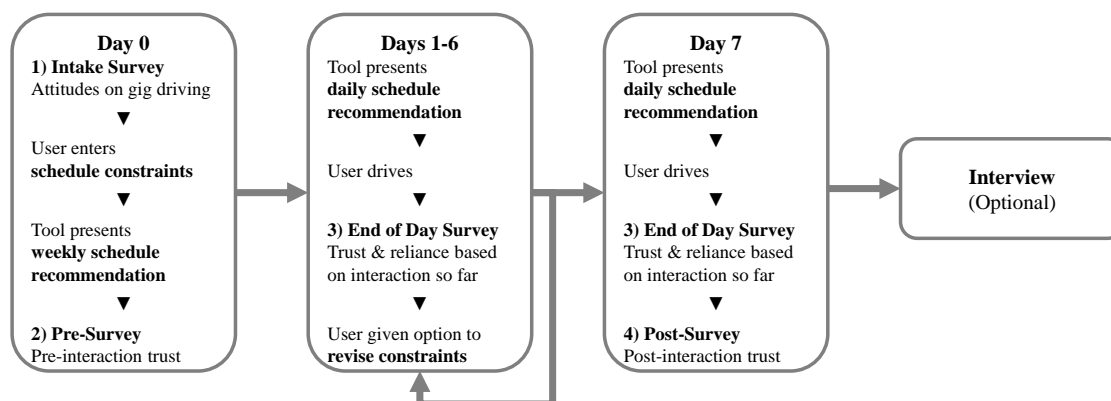 Day 0
1) Intake Survey
Attitudes on gig driving
User enters
schedule constraints
Tool presents
weekly schedule
recommendation
2) Pre-Survey
Pre-interaction trust
Days 1-6
Tool presents
daily schedule
recommendation
User drives
3) End of Day Survey
Trust & reliance based
on interaction so far
User given option to
revise constraints
Day 7
Tool presents
daily schedule
recommendation
User drives
3) End of Day Survey
Trust & reliance based
on interaction so far
4) Post-Survey
Post-interaction trust
Interview
(Optional)